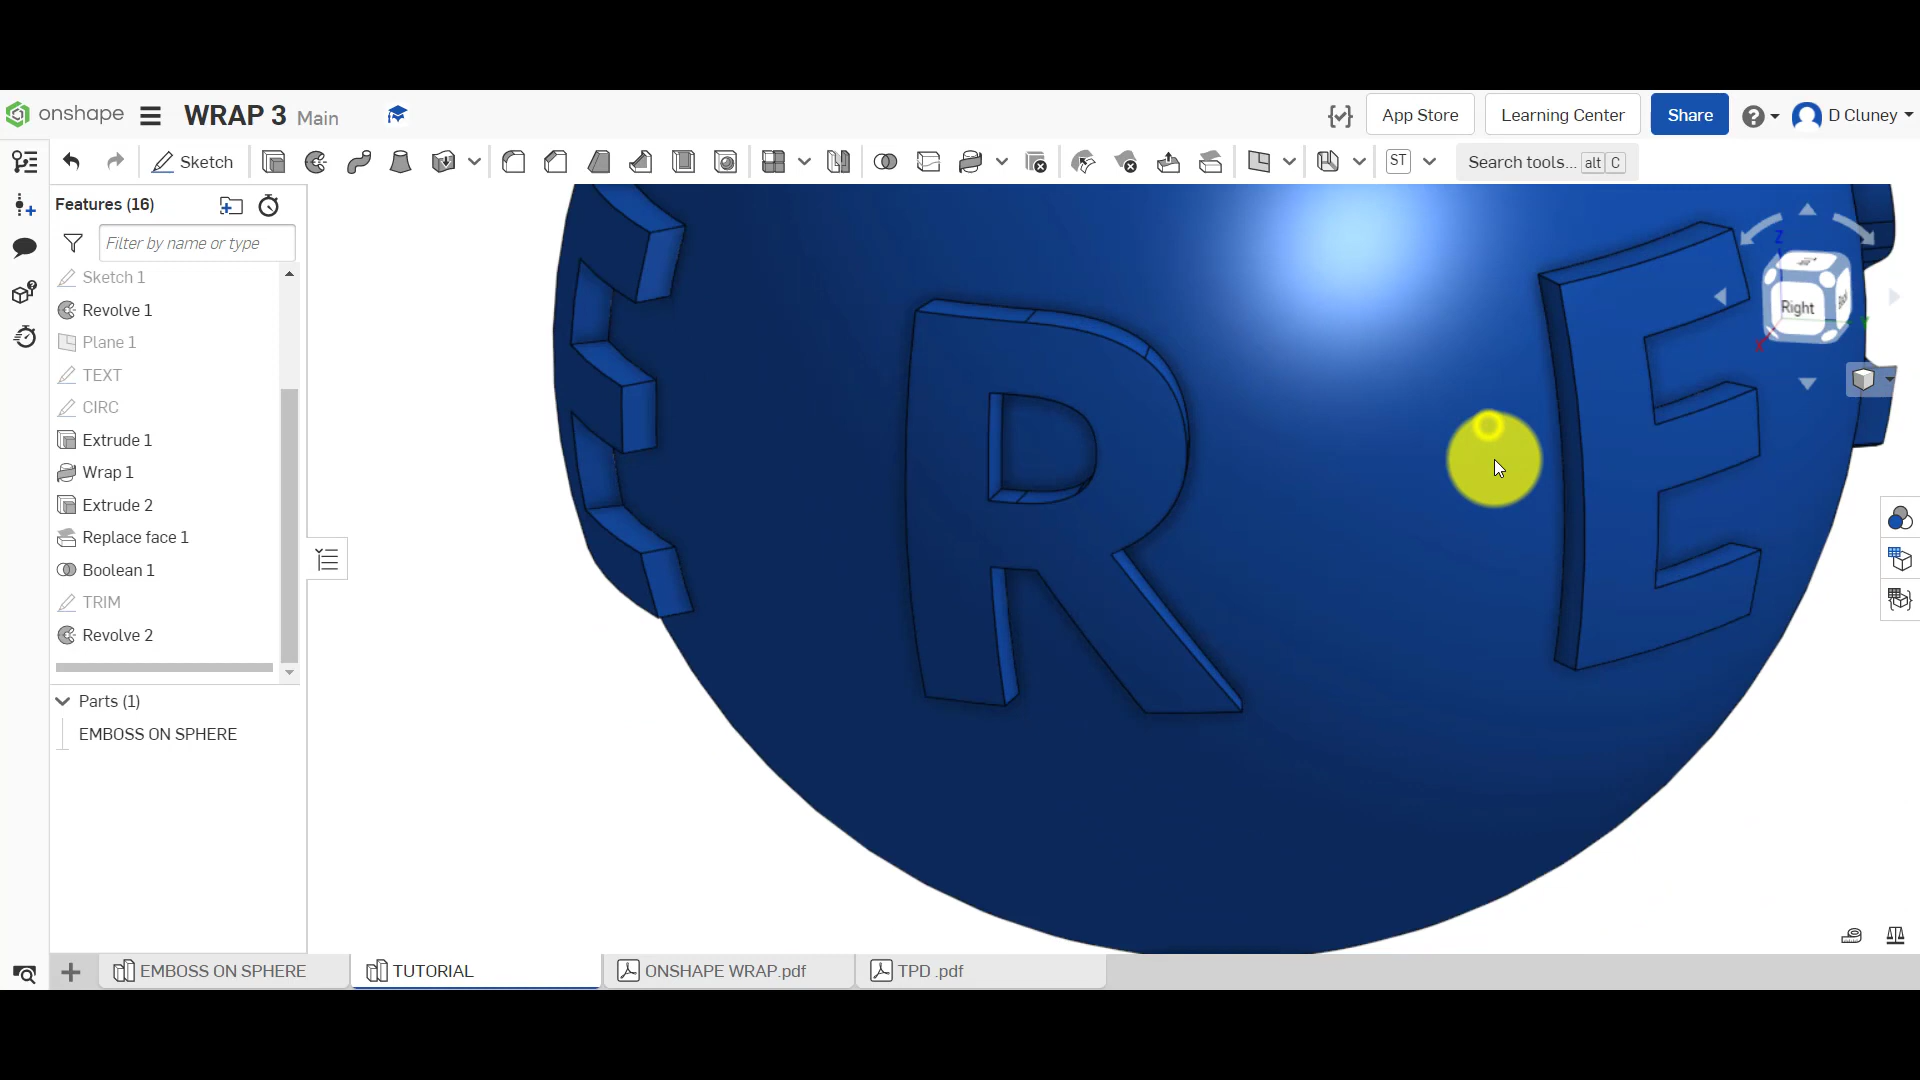 onshape WRAP 3 Main App Store Learning Center Share D Cluney
Sketch ST Search tools... alt C
Features (16)
Filter by name or type
Sketch 1
Revolve 1
Plane 1
TEXT
CIRC
Extrude 1
Wrap 1
Extrude 2
Replace face 1
Boolean 1
TRIM
Revolve 2
Parts (1)
EMBOSS ON SPHERE
E R E
Z
Right
X
EMBOSS ON SPHERE TUTORIAL ONSHAPE WRAP.pdf TPD .pdf